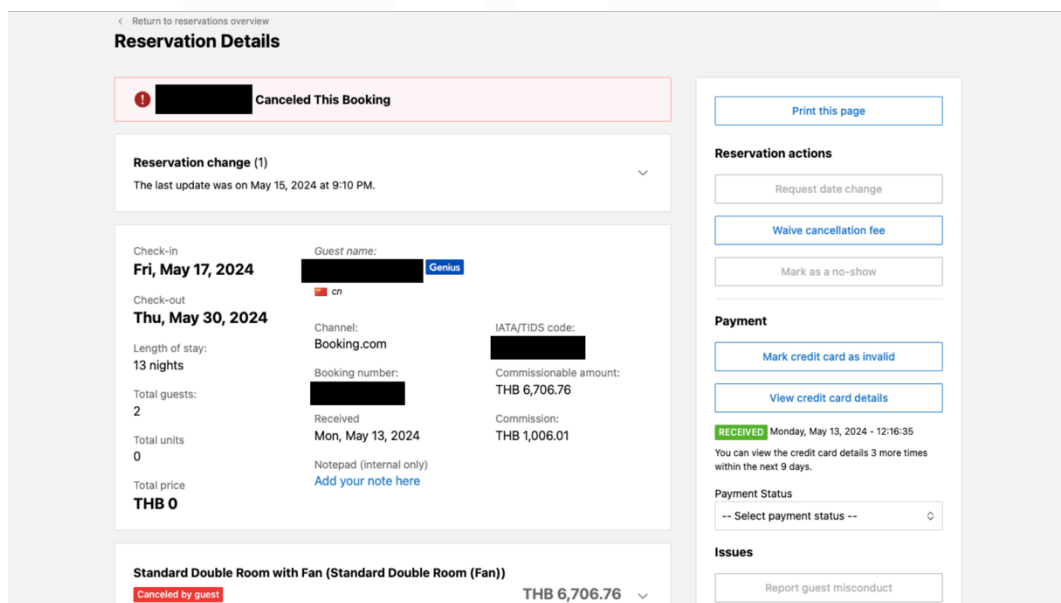 Return to reservations overview
Reservation Details
Canceled This Booking
Reservation change (1)
The last update was on May 15, 2024 at 9:10 PM.
Check-in
Fri, May 17, 2024
Check-out
Thu, May 30, 2024
Length of stay:
13 nights
Total guests:
2
Total units
0
Total price
THB 0
Guest name:
Genius
cn
Channel:
Booking.com
Booking number:
Received
Mon, May 13, 2024
Notepad (internal only)
Add your note here
IATA/TIDS code:
Commissionable amount:
THB 6,706.76
Commission:
THB 1,006.01
Standard Double Room with Fan (Standard Double Room (Fan))
Canceled by guest
THB 6,706.76
Print this page
Reservation actions
Request date change
Waive cancellation fee
Mark as a no-show
Payment
Mark credit card as invalid
View credit card details
RECEIVED Monday, May 13, 2024 - 12:16:35
You can view the credit card details 3 more times
within the next 9 days.
Payment Status
-- Select payment status --
Issues
Report guest misconduct